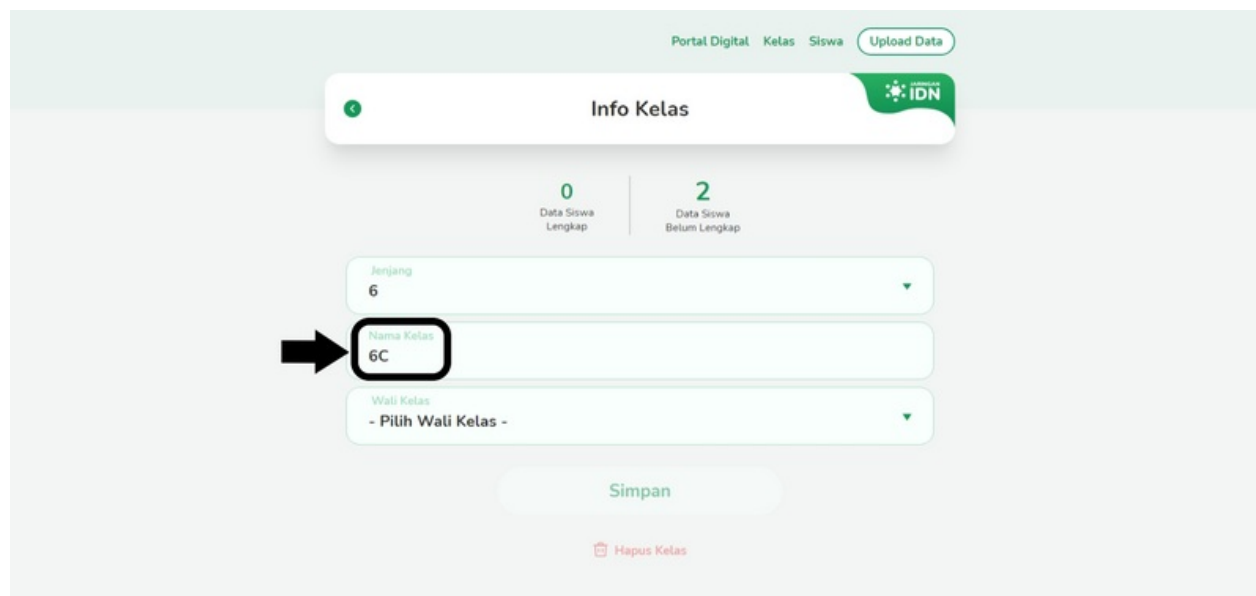 Portal Digital Kelas Siswa Upload Data
Info Kelas
JARINGAN
IDN
0
Data Siswa
Lengkap
2
Data Siswa
Belum Lengkap
Jenjang
6
Nama Kelas
6C
Wali Kelas
- Pilih Wali Kelas -
Simpan
Hapus Kelas